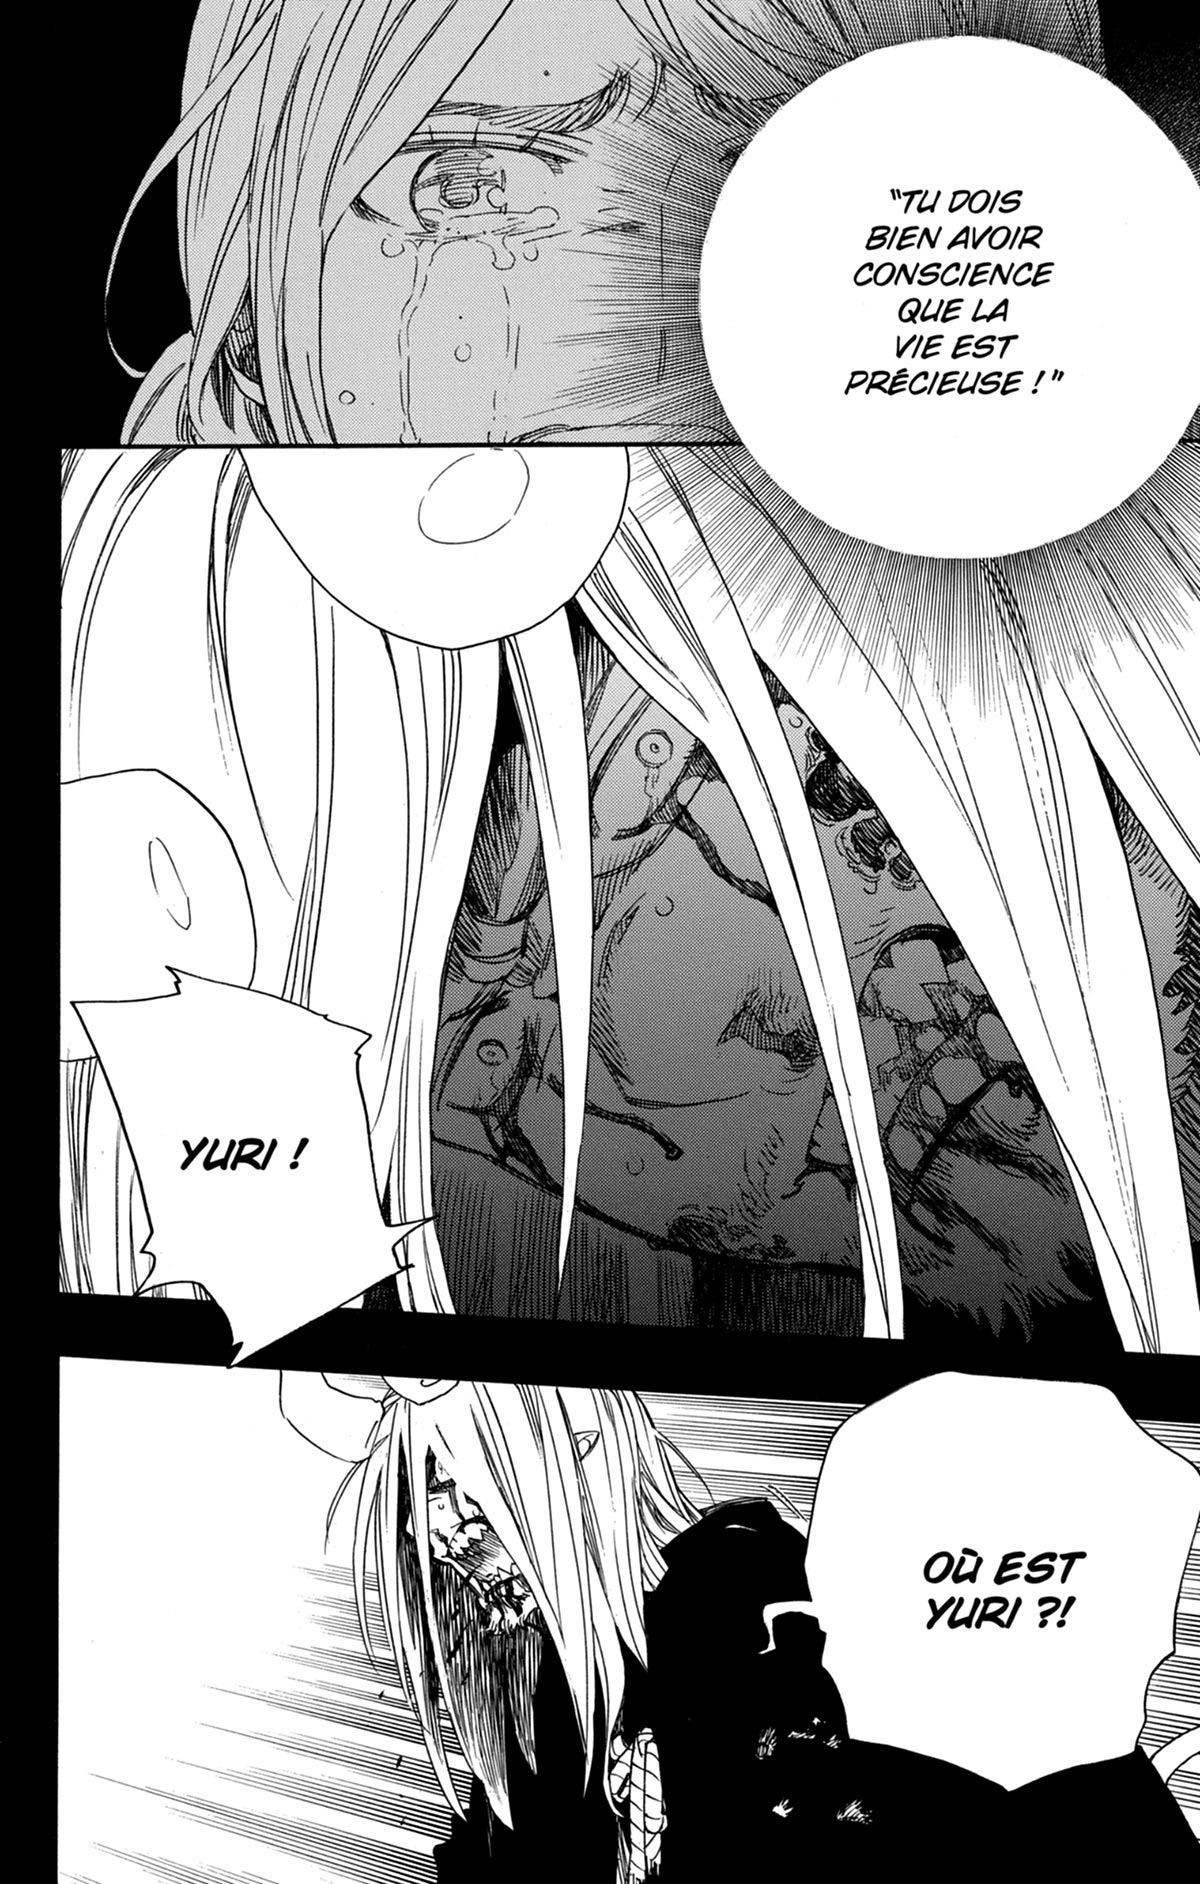 “TU DOIS
BIEN AVOIR
CONSCIENCE
QUE LA
VIE EST
PRÉCIEUSE !”
YURI !
OÙ EST
YURI ?!